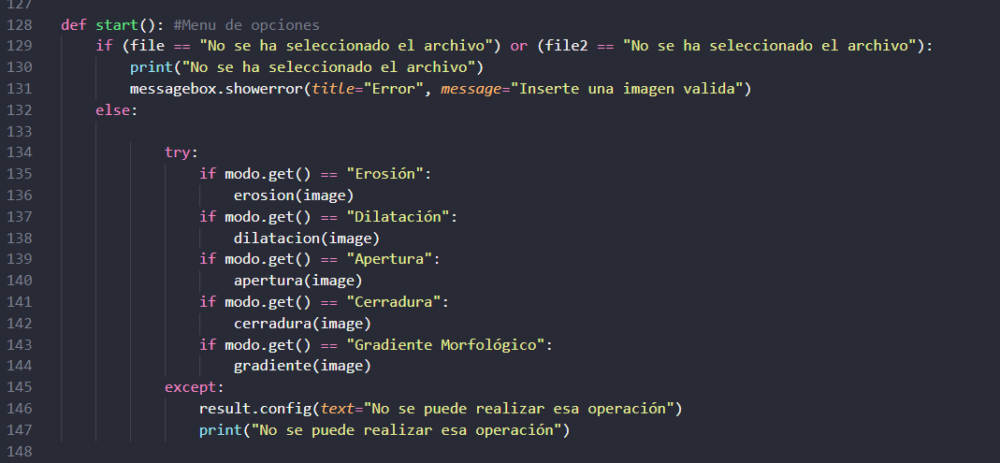 127
128 def start(): #Menu de opciones
129 if (file == "No se ha seleccionado el archivo") or (file2 == "No se ha seleccionado el archivo"):
130 print("No se ha seleccionado el archivo")
131 messagebox.showerror(title="Error", message="Inserte una imagen valida")
132 else:
133
134 try:
135 if modo.get() == "Erosión":
136 erosion(image)
137 if modo.get() == "Dilatación":
138 dilatacion(image)
139 if modo.get() == "Apertura":
140 apertura(image)
141 if modo.get() == "Cerradura":
142 cerradura(image)
143 if modo.get() == "Gradiente Morfológico":
144 gradiente(image)
145 except:
146 result.config(text="No se puede realizar esa operación")
147 print("No se puede realizar esa operación")
148